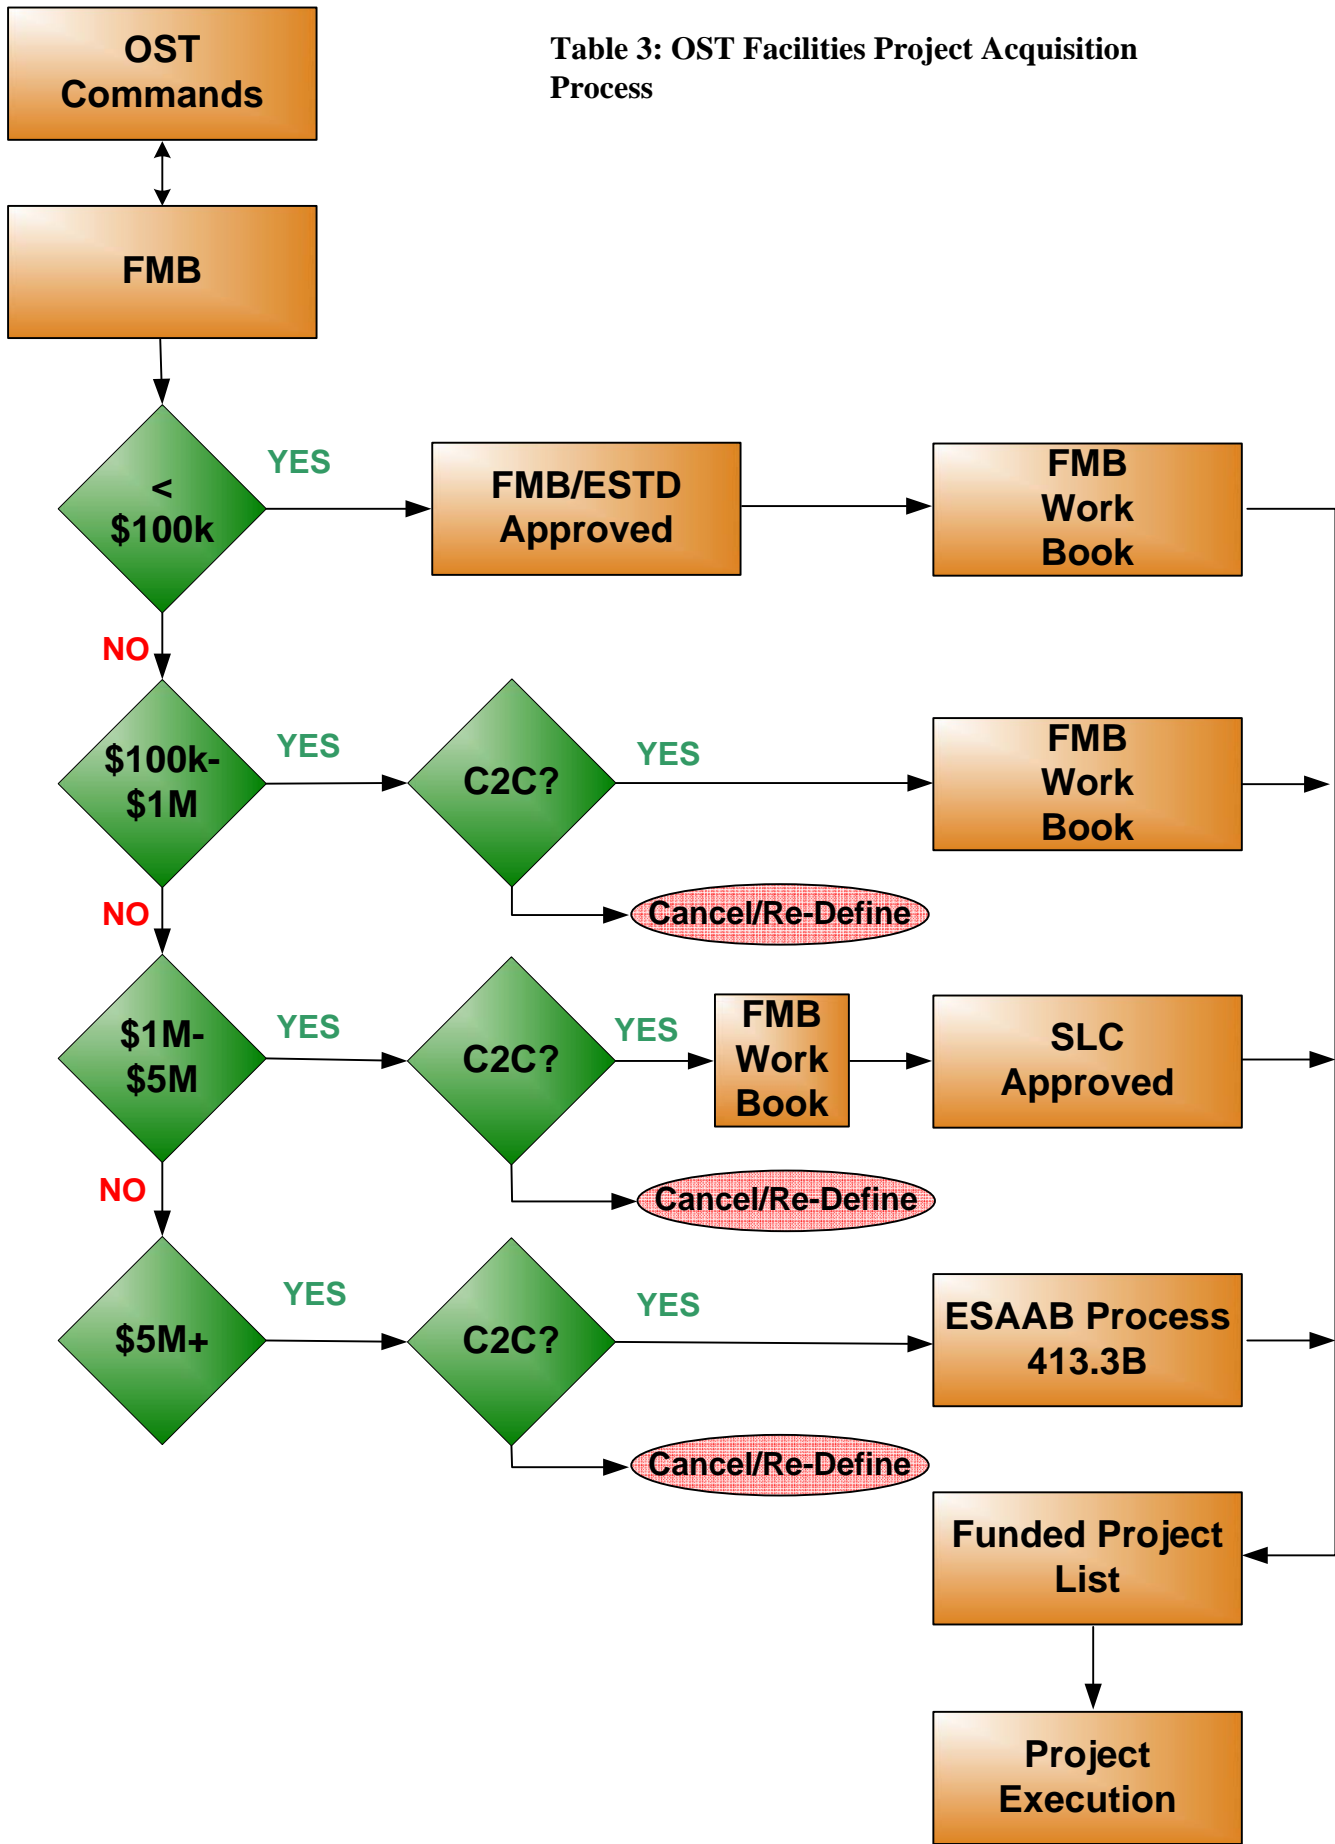 OST
Commands
Table 3: OST Facilities Project Acquisition
Process
FMB
<
$100k
YES
FMB/ESTD
Approved
FMB
Work
Book
NO
$100k-
$1M
YES
C2C?
YES
FMB
Work
Book
Cancel/Re-Define
NO
$1M-
$5M
YES
C2C?
YES
FMB
Work
Book
SLC
Approved
Cancel/Re-Define
NO
$5M+
YES
C2C?
YES
ESAAB Process
413.3B
Cancel/Re-Define
Funded Project
List
Project
Execution